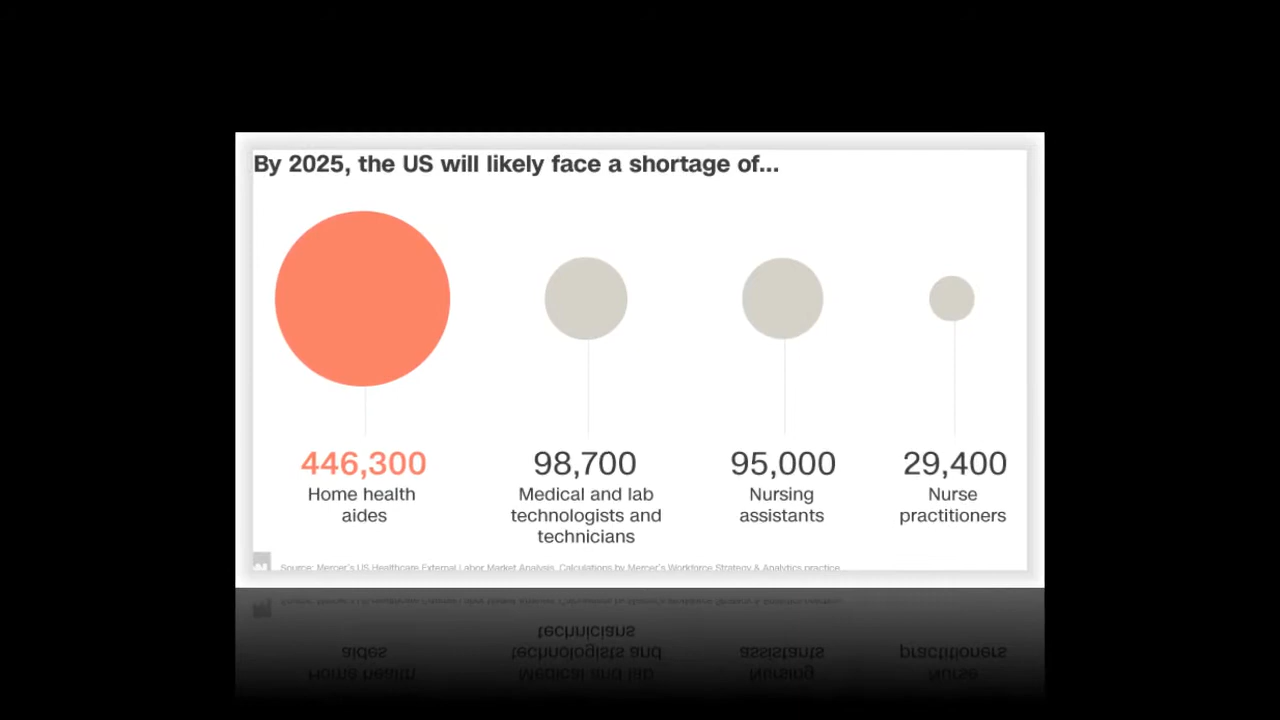 By 2025, the US will likely face a shortage of...
446,300
Home health
aides
98,700
Medical and lab
technologists and
technicians
95,000
Nursing
assistants
29,400
Nurse
practitioners
Source: Mercer's US Healthcare External Labor Market Analysis. Calculations by Mercer's Workforce Strategy & Analytics practice.